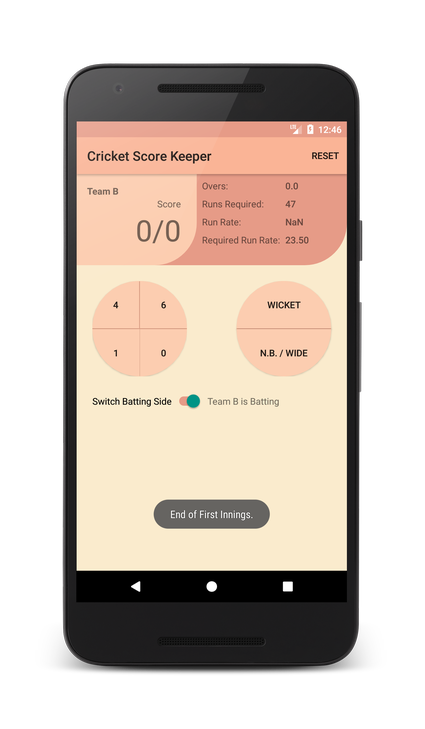 12:46
Cricket Score Keeper RESET
Team B
Score
0/0
Overs: 0.0
Runs Required: 47
Run Rate: NaN
Required Run Rate: 23.50
4 6
1 0
WICKET
N.B. / WIDE
Switch Batting Side Team B is Batting
End of First Innings.